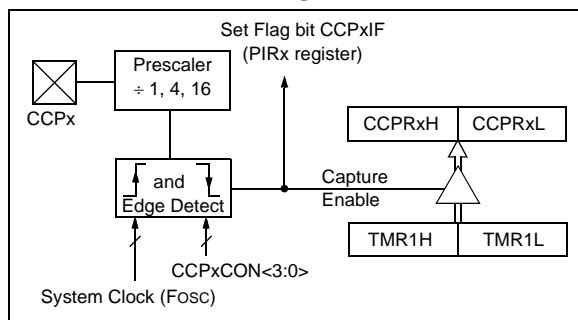 Set Flag bit CCPxIF
(PIRx register)
Prescaler
÷ 1, 4, 16
CCPx
CCPRxH
CCPRxL
and
Edge Detect
Capture
Enable
TMR1H
TMR1L
CCPxCON<3:0>
System Clock (FOSC)